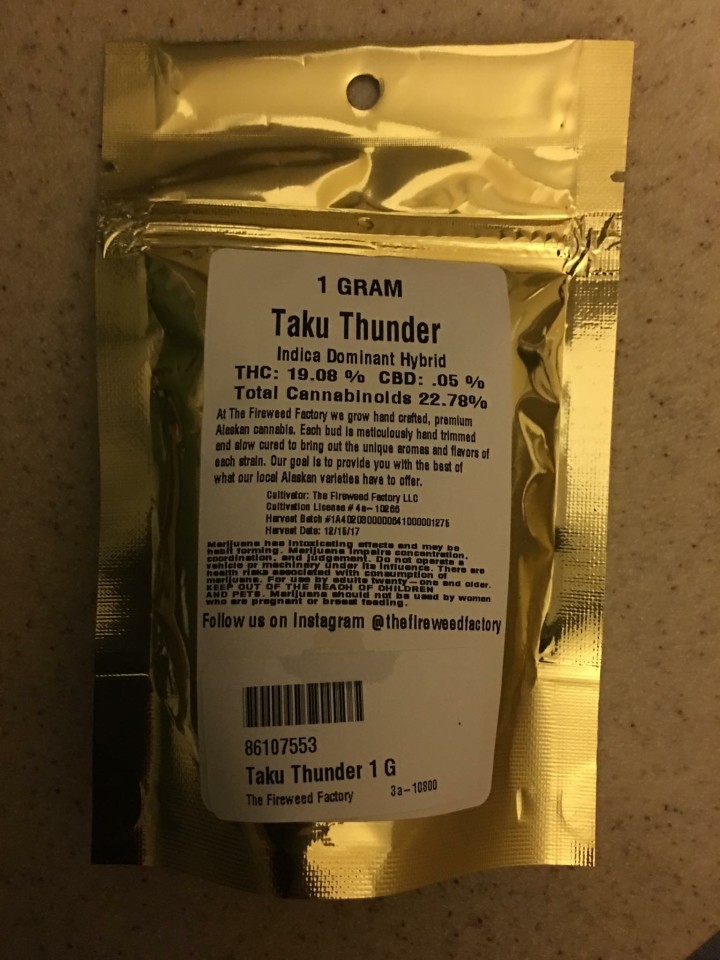 1 GRAM
Taku Thunder
Indica Dominant Hybrid
THC: 19.08 % CBD: .05 %
Total Cannabinoids 22.78%
At The Fireweed Factory we grow hand crafted, premium
Alaskan cannabis. Each bud is meticulously hand trimmed
and slow cured to bring out the unique aromas and flavors of
each strain. Our goal is to provide you with the best of
what our local Alaskan varieties have to offer.
Cultivator: The Fireweed Factory LLC
Cultivation License # 4a- 10266
Harvest Batch #1A4020800000641000001275
Harvest Date: 12/15/17
Marijuana has intoxicating effects and may be
habit forming. Marijuana impairs concentration,
coordination, and judgement. Do not operate a
vehicle or machinery under its influence. There are
health risks associated with consumption of
marijuana. For use by adults twenty-one and older.
KEEP OUT OF THE REACH OF CHILDREN
AND PETS. Marijuana should not be used by women
who are pregnant or breast feeding.
Follow us on Instagram @thefireweedfactory
86107553
Taku Thunder 1 G
The Fireweed Factory 3a-10800